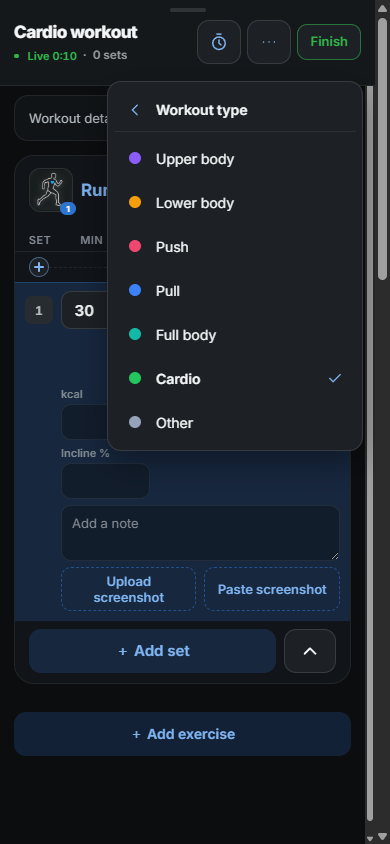 Cardio workout
Live 0:10 · 0 sets
···
Finish
Workout
Workout type
Upper body
Lower body
Push
Pull
Full body
Cardio
Other
1
SET
MIN
1
30
kcal
Incline %
Add a note
Upload
screenshot
Paste screenshot
+ Add set
+ Add exercise